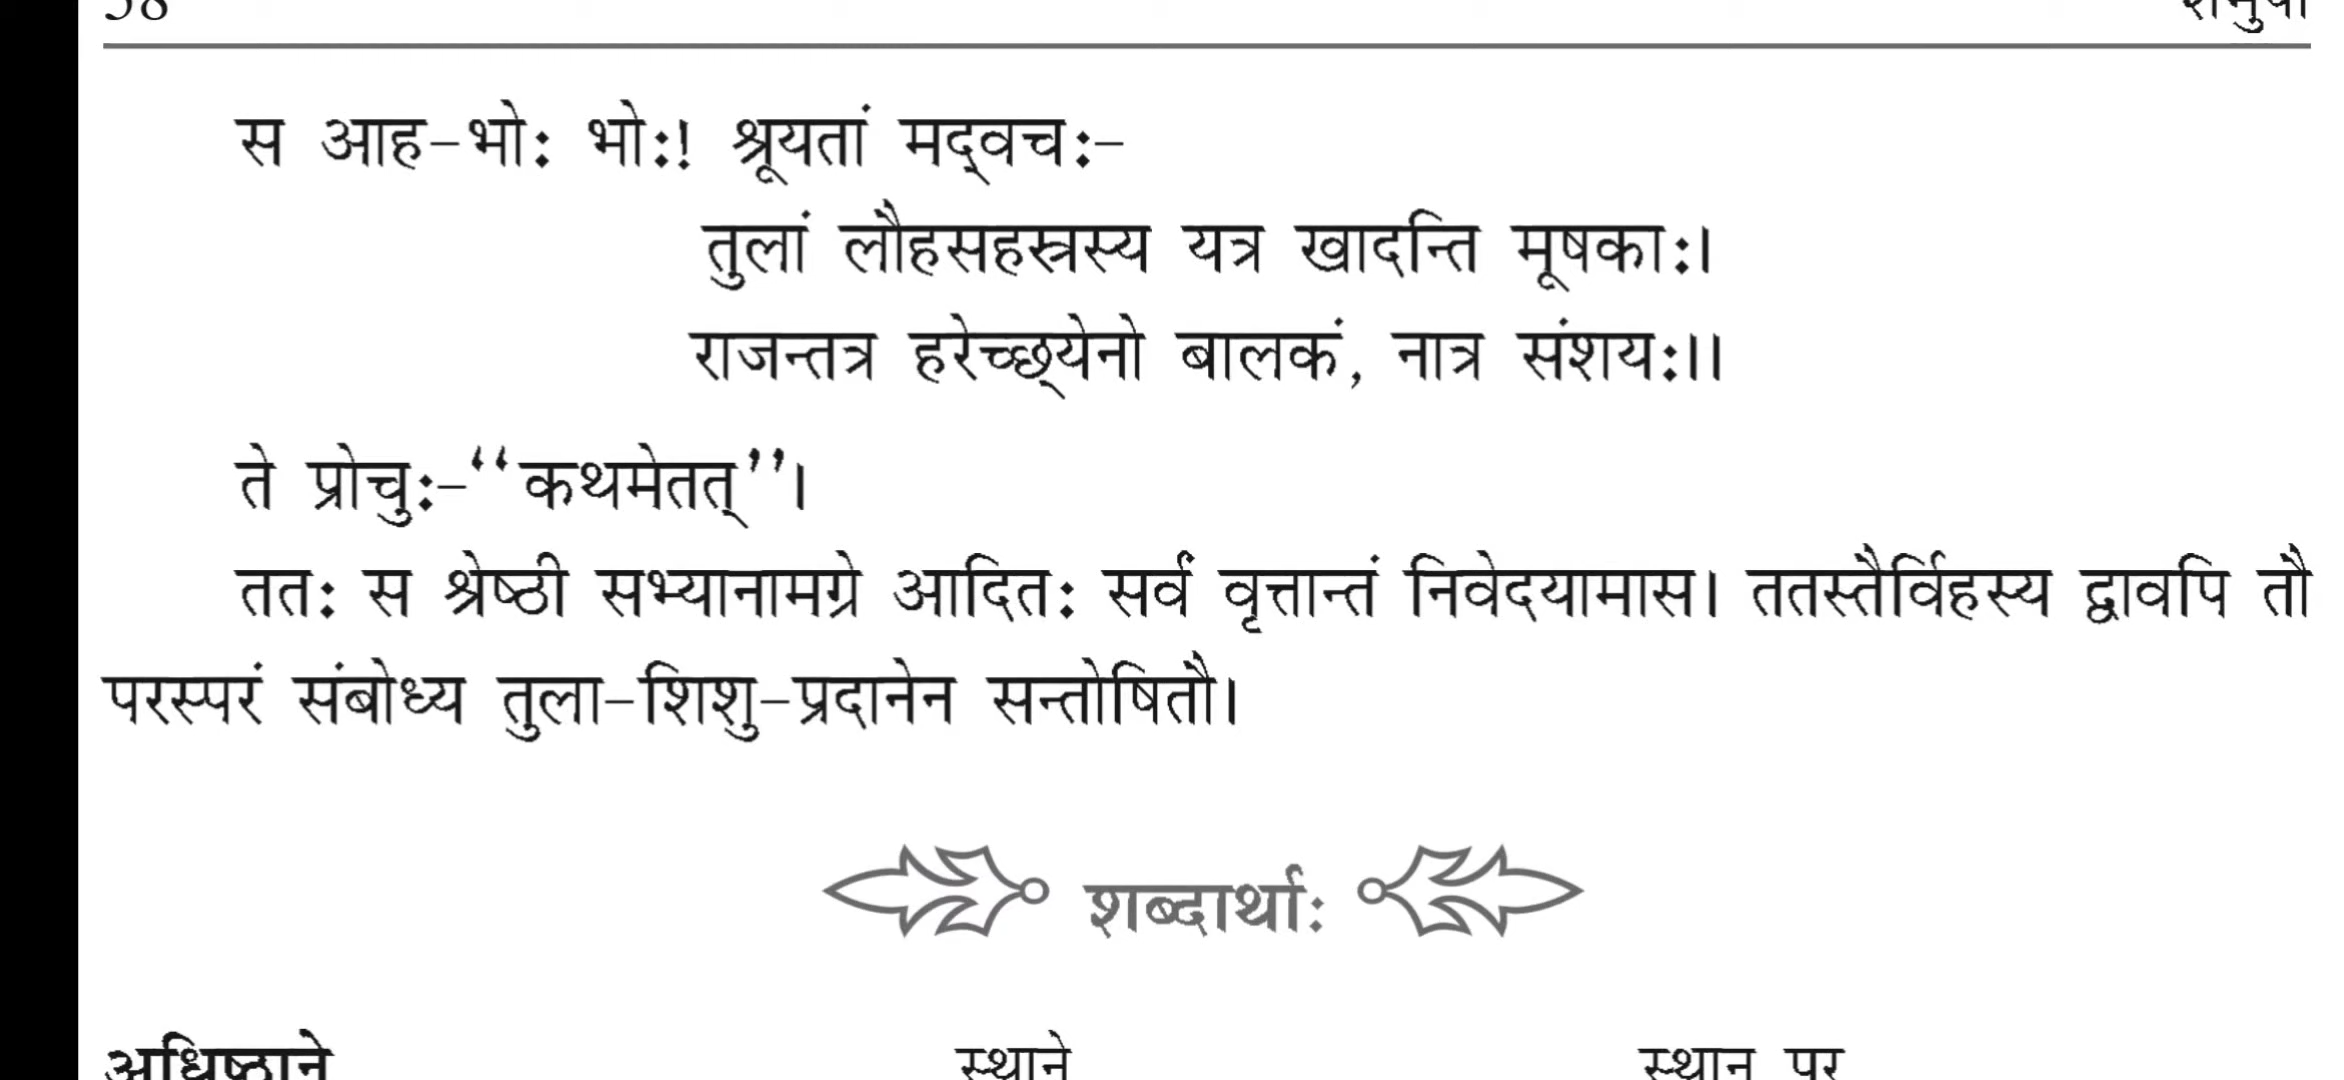 58 शेमुषी
स आह-भोः भोः! श्रूयतां मद्वचः-
तुलां लौहसहस्रस्य यत्र खादन्ति मूषकाः।
राजन्तत्र हरेच्छ्येनो बालकं, नात्र संशयः।।
ते प्रोचुः-“कथमेतत्”।
ततः स श्रेष्ठी सभ्यानामग्रे आदितः सर्वं वृत्तान्तं निवेदयामास। ततस्तैर्विहस्य द्वावपि तौ
परस्परं संबोध्य तुला-शिशु-प्रदानेन सन्तोषितौ।
शब्दार्थाः
अधिष्ठाने स्थाने स्थान पर